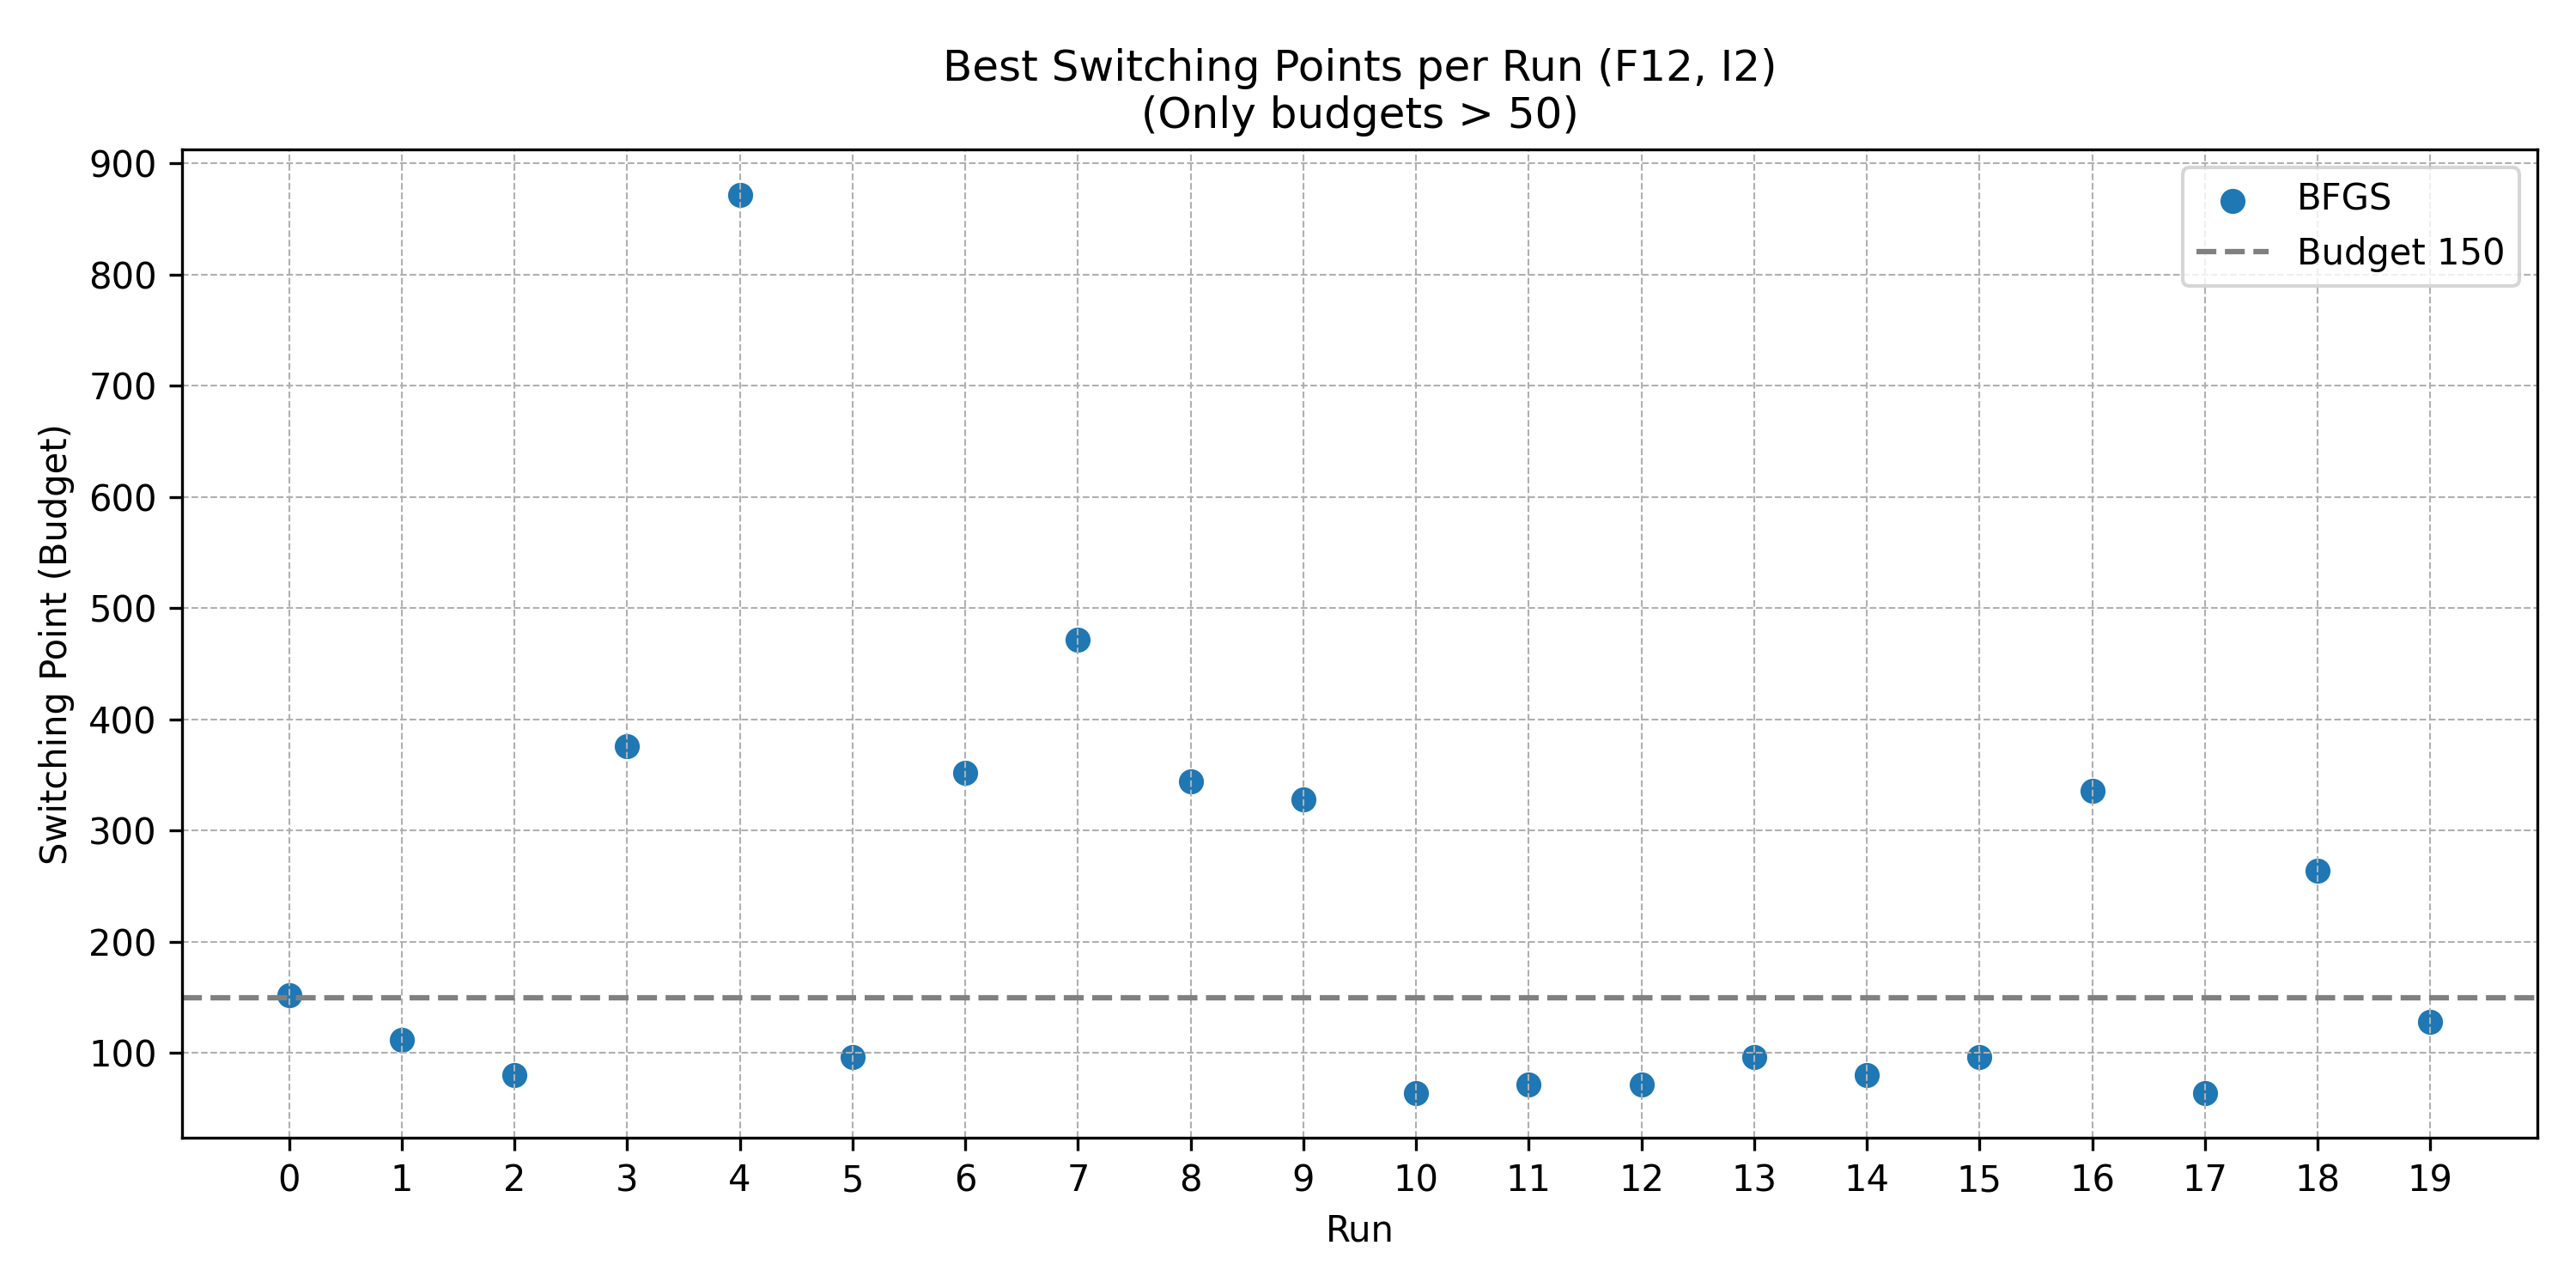 Best Switching Points per Run (F12, I2)
(Only budgets > 50)
BFGS
Budget 150
Switching Point (Budget)
900
800
700
600
500
400
300
200
100
0 1 2 3 4 5 6 7 8 9 10 11 12 13 14 15 16 17 18 19
Run